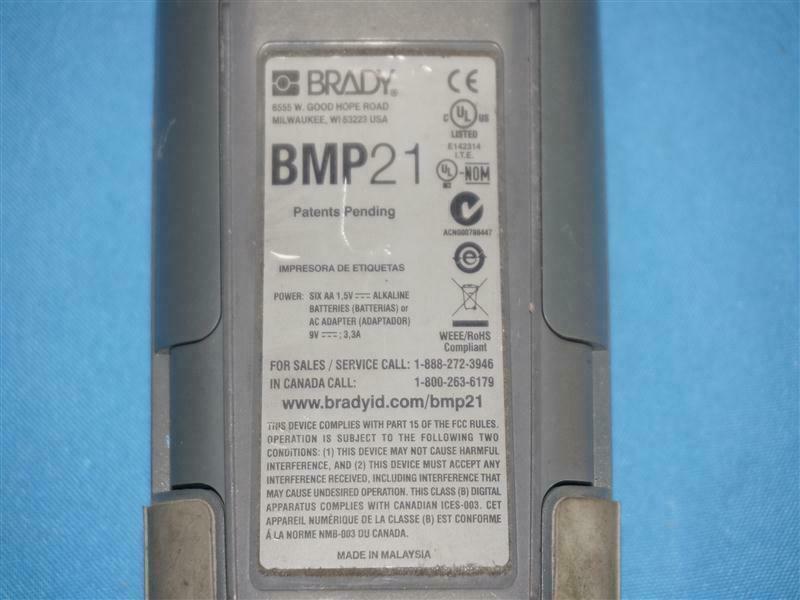 BRADY®
6555 W. GOOD HOPE ROAD
MILWAUKEE, WI 53223 USA
BMP21
Patents Pending
CE
C UL US
LISTED
E142314
I.T.E.
UL -NOM
ACN000798447
e
WEEE/RoHS
Compliant
IMPRESORA DE ETIQUETAS
POWER: SIX AA 1,5V ALKALINE
BATTERIES (BATTERIAS) or
AC ADAPTER (ADAPTADOR)
9V ; 3,3A
FOR SALES / SERVICE CALL: 1-888-272-3946
IN CANADA CALL: 1-800-263-6179
www.bradyid.com/bmp21
THIS DEVICE COMPLIES WITH PART 15 OF THE FCC RULES.
OPERATION IS SUBJECT TO THE FOLLOWING TWO
CONDITIONS: (1) THIS DEVICE MAY NOT CAUSE HARMFUL
INTERFERENCE, AND (2) THIS DEVICE MUST ACCEPT ANY
INTERFERENCE RECEIVED, INCLUDING INTERFERENCE THAT
MAY CAUSE UNDESIRED OPERATION. THIS CLASS (B) DIGITAL
APPARATUS COMPLIES WITH CANADIAN ICES-003. CET
APPAREIL NUMÉRIQUE DE LA CLASSE (B) EST CONFORME
À LA NORME NMB-003 DU CANADA.
MADE IN MALAYSIA